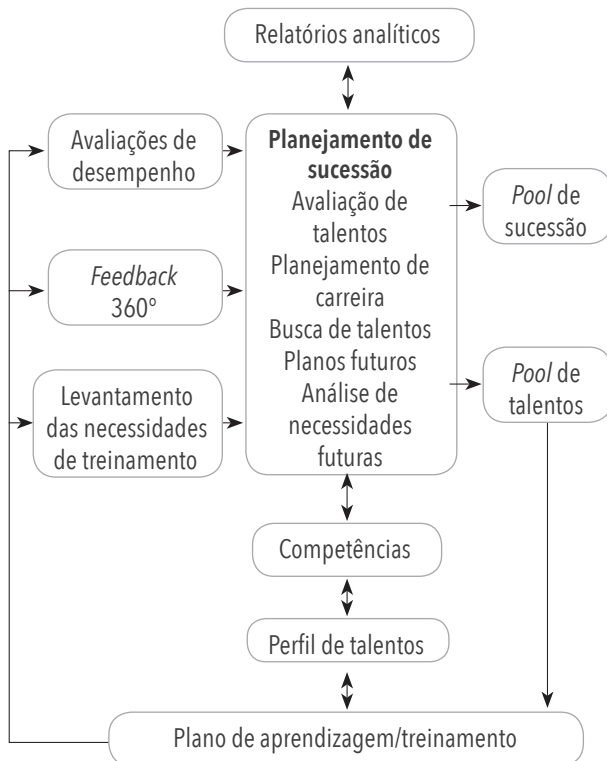 Relatórios analíticos
Avaliações de
desempenho
Planejamento de
sucessão
Avaliação de
talentos
Planejamento de
carreira
Busca de talentos
Planos futuros
Análise de
necessidades
futuras
Pool de
sucessão
Feedback
360º
Pool de
talentos
Levantamento
das necessidades
de treinamento
Competências
Perfil de talentos
Plano de aprendizagem/treinamento